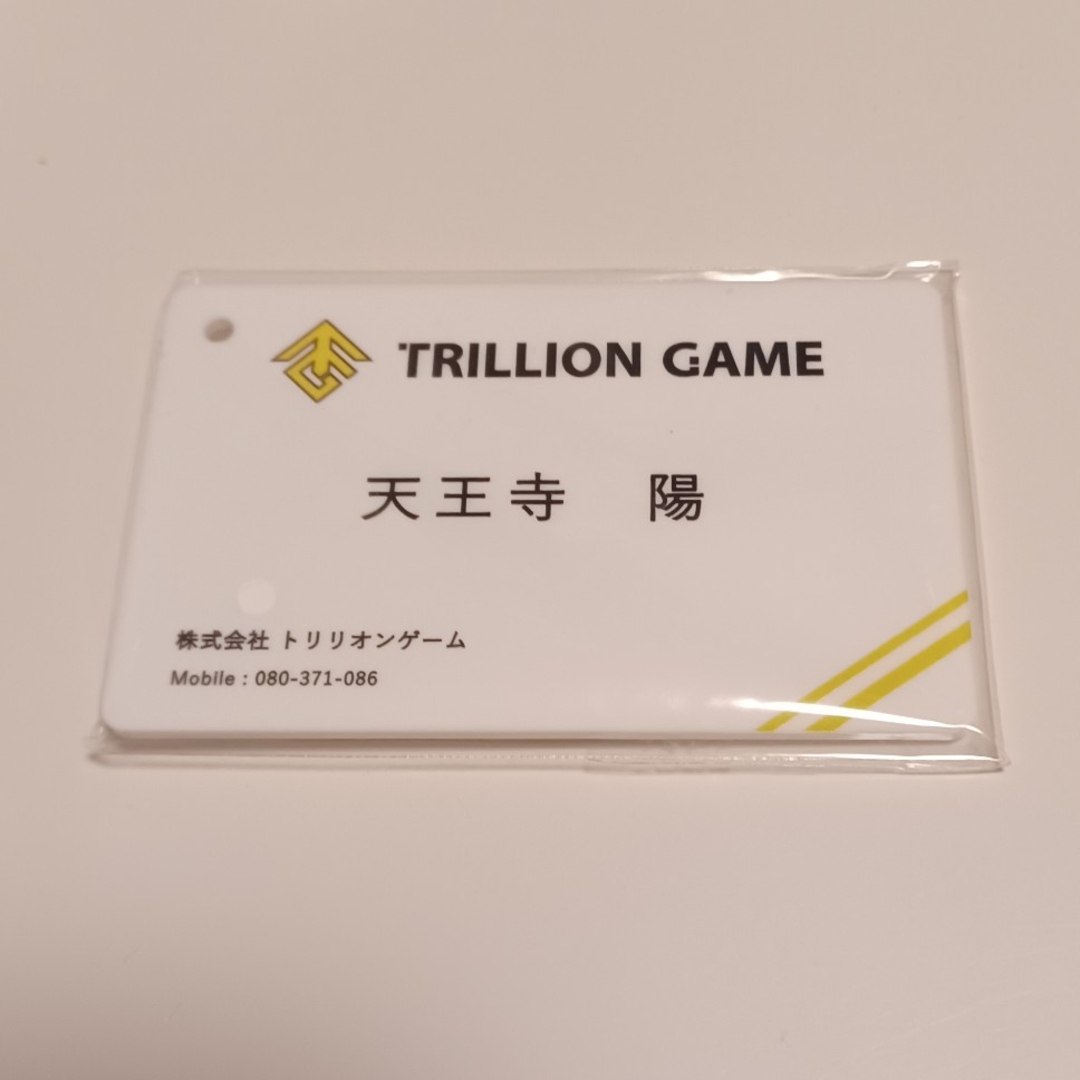 TRILLION GAME
天王寺　陽
株式会社 トリリオンゲーム
Mobile : 080-371-086